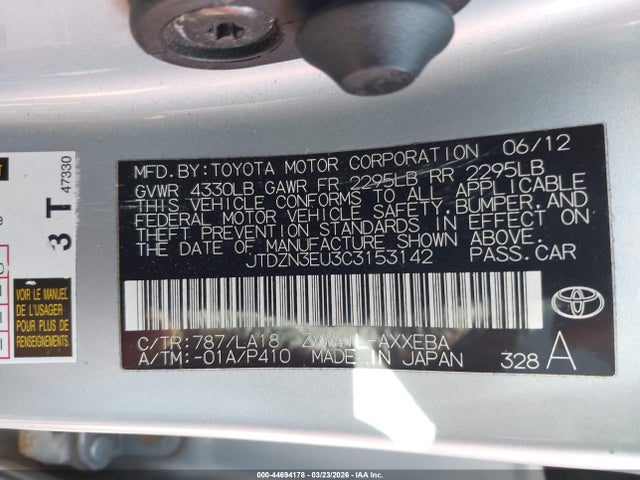 MFD. BY: TOYOTA MOTOR CORPORATION 06/12
GVWR 4330LB GAWR FR 2295LB RR 2295LB
THIS VEHICLE CONFORMS TO ALL APPLICABLE
FEDERAL MOTOR VEHICLE SAFETY, BUMPER, AND
THEFT PREVENTION STANDARDS IN EFFECT ON
THE DATE OF MANUFACTURE SHOWN ABOVE.
JTDZN3EU3C3153142 PASS. CAR
C/TR: 787/LA18 -AXXEBA
A/TM: -01A/P410 MADE IN JAPAN
328 A
TOYOTA
3 T
47330
VOIR
LE MANUEL
DE L'USAGER
POUR PLUS DE
RENSEIGNEMENTS
000-44694178 - 03/23/2026 - IAA Inc.